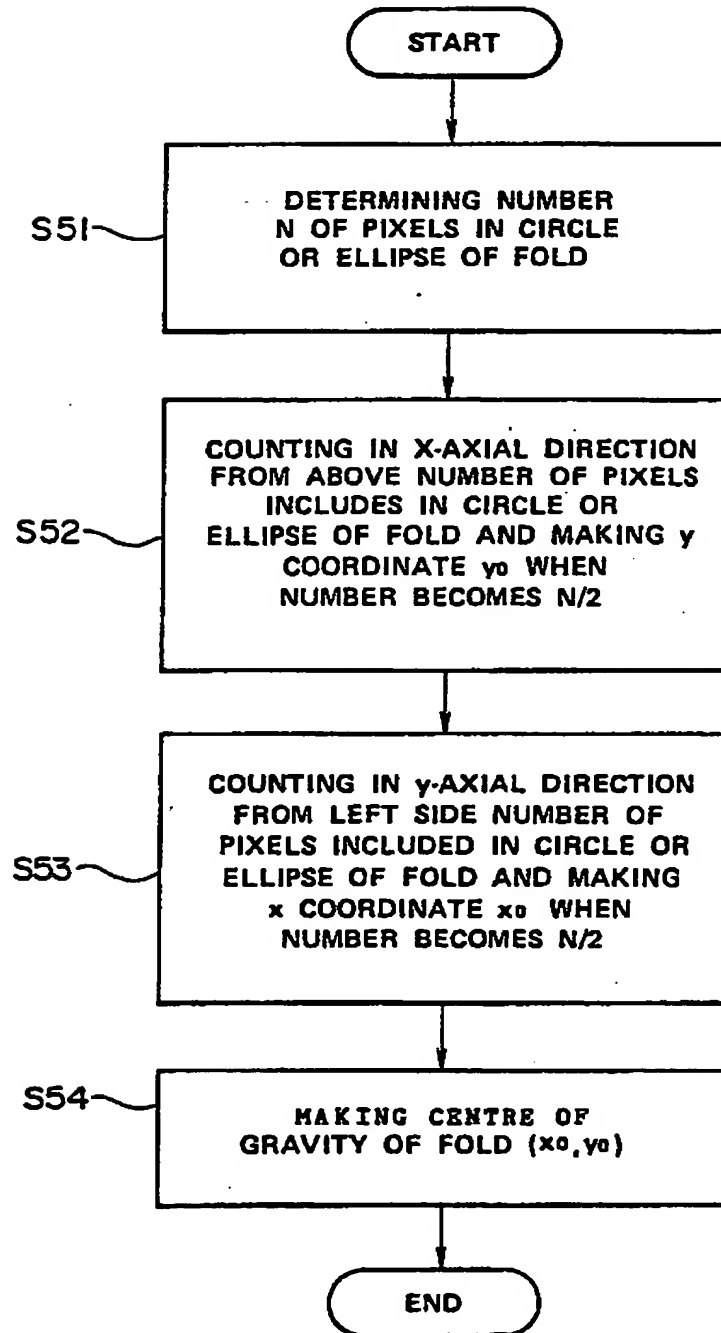 START
S51
DETERMINING NUMBER
N OF PIXELS IN CIRCLE
OR ELLIPSE OF FOLD
S52
COUNTING IN X-AXIAL DIRECTION
FROM ABOVE NUMBER OF PIXELS
INCLUDES IN CIRCLE OR
ELLIPSE OF FOLD AND MAKING y
COORDINATE y0 WHEN
NUMBER BECOMES N/2
S53
COUNTING IN y-AXIAL DIRECTION
FROM LEFT SIDE NUMBER OF
PIXELS INCLUDED IN CIRCLE OR
ELLIPSE OF FOLD AND MAKING
x COORDINATE x0 WHEN
NUMBER BECOMES N/2
S54
MAKING CENTRE OF
GRAVITY OF FOLD (x0,y0)
END